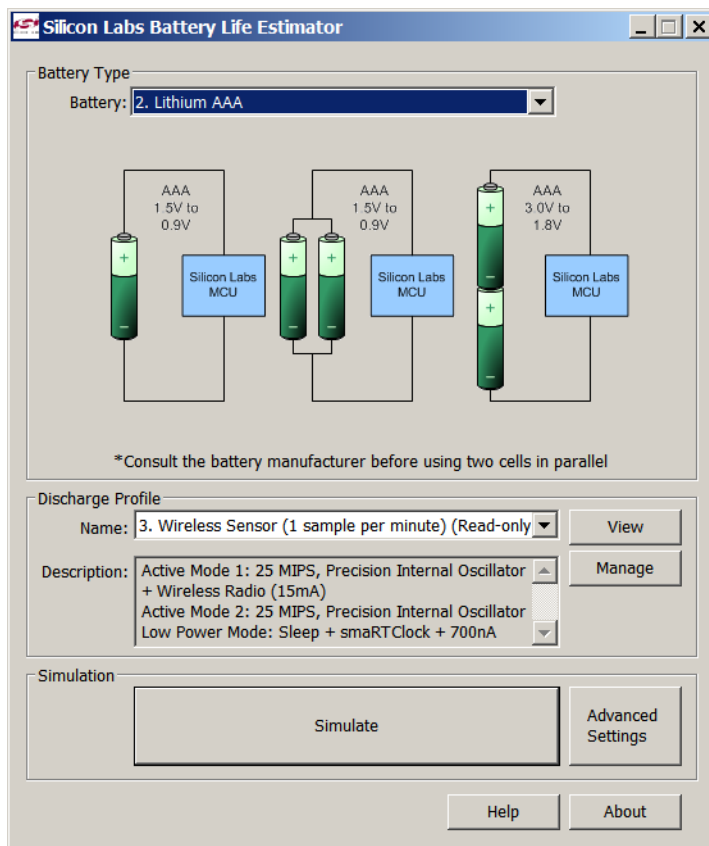 Silicon Labs Battery Life Estimator
Battery Type
Battery: 2. Lithium AAA
AAA
1.5V to
0.9V
Silicon Labs
MCU
AAA
1.5V to
0.9V
Silicon Labs
MCU
AAA
3.0V to
1.8V
Silicon Labs
MCU
*Consult the battery manufacturer before using two cells in parallel
Discharge Profile
Name: 3. Wireless Sensor (1 sample per minute) (Read-only
View
Description: Active Mode 1: 25 MIPS, Precision Internal Oscillator
+ Wireless Radio (15mA)
Active Mode 2: 25 MIPS, Precision Internal Oscillator
Low Power Mode: Sleep + smaRTClock + 700nA
Manage
Simulation
Simulate
Advanced
Settings
Help
About